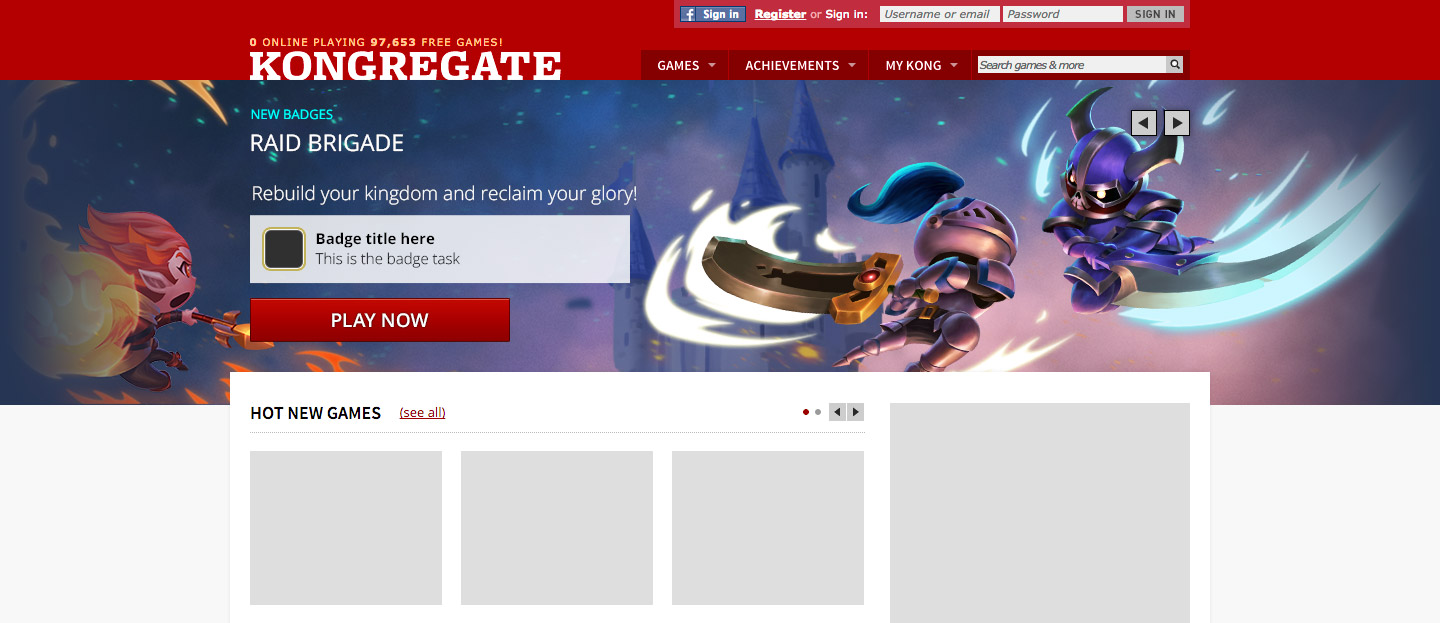 f Sign in Register or Sign In: Username or email Password SIGN IN
0 ONLINE PLAYING 97,653 FREE GAMES!
KONGREGATE
GAMES ACHIEVEMENTS MY KONG Search games & more
NEW BADGES
RAID BRIGADE
Rebuild your kingdom and reclaim your glory!
Badge title here
This is the badge task
PLAY NOW
HOT NEW GAMES (see all)